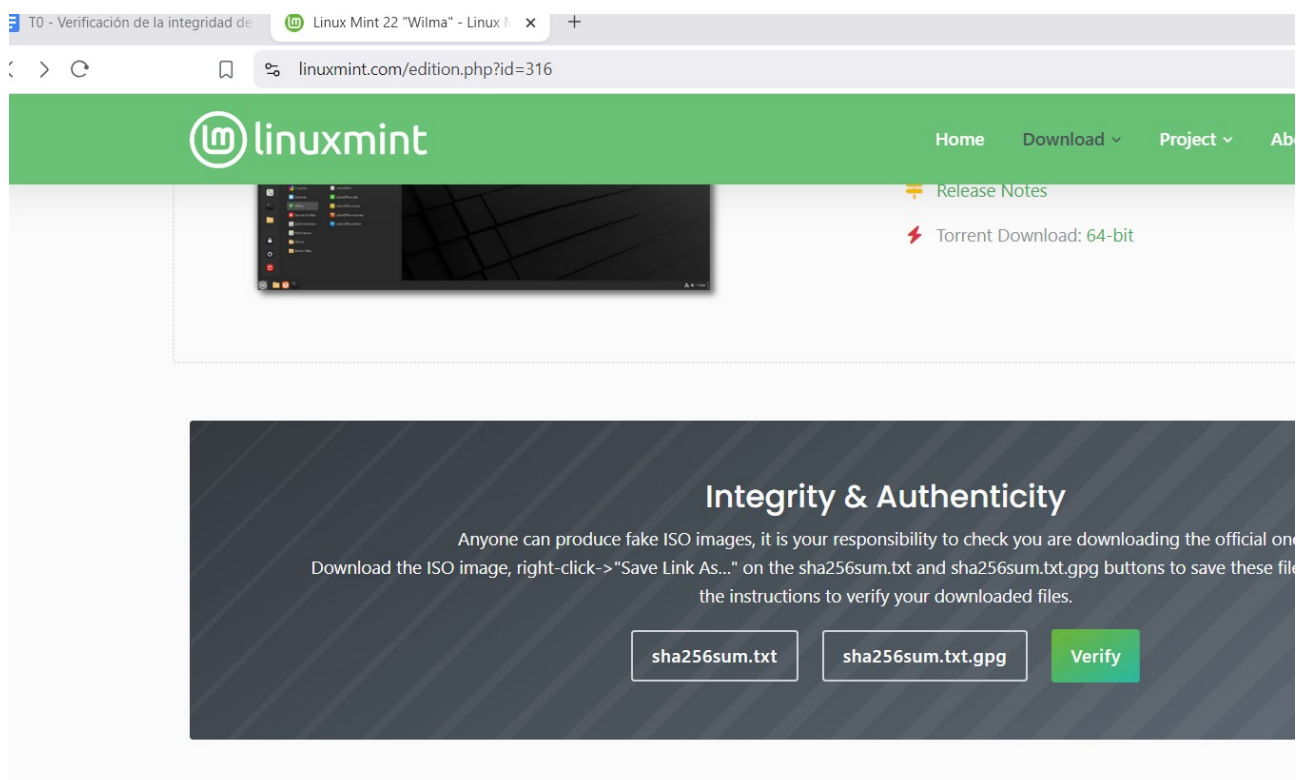 T0 - Verificación de la integridad de
Linux Mint 22 "Wilma" - Linux
linuxmint.com/edition.php?id=316
linuxmint
Home Download Project
Release Notes
Torrent Download: 64-bit
Integrity & Authenticity
Anyone can produce fake ISO images, it is your responsibility to check you are downloading the official
Download the ISO image, right-click->"Save Link As..." on the sha256sum.txt and sha256sum.txt.gpg buttons to save these
the instructions to verify your downloaded files.
sha256sum.txt sha256sum.txt.gpg Verify